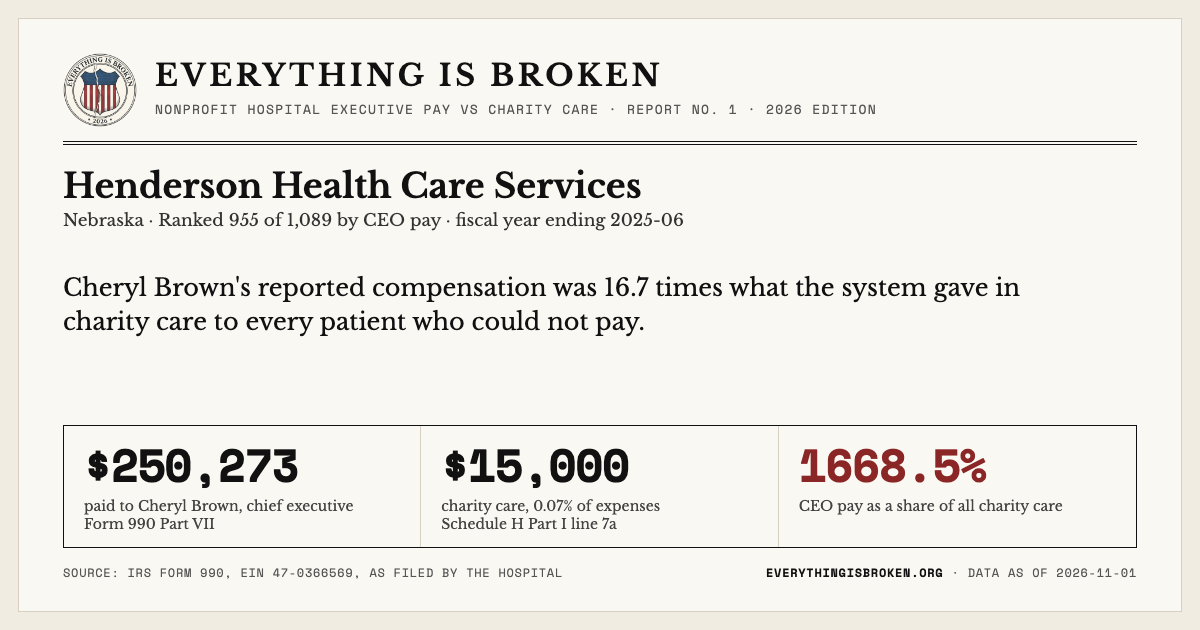 EVERYTHING IS BROKEN
· 2026 ·
EVERYTHING IS BROKEN
NONPROFIT HOSPITAL EXECUTIVE PAY VS CHARITY CARE · REPORT NO. 1 · 2026 EDITION
Henderson Health Care Services
Nebraska · Ranked 955 of 1,089 by CEO pay · fiscal year ending 2025-06
Cheryl Brown's reported compensation was 16.7 times what the system gave in
charity care to every patient who could not pay.
$250,273
paid to Cheryl Brown, chief executive
Form 990 Part VII
$15,000
charity care, 0.07% of expenses
Schedule H Part I line 7a
1668.5%
CEO pay as a share of all charity care
SOURCE: IRS FORM 990, EIN 47-0366569, AS FILED BY THE HOSPITAL
EVERYTHINGISBROKEN.ORG · DATA AS OF 2026-11-01